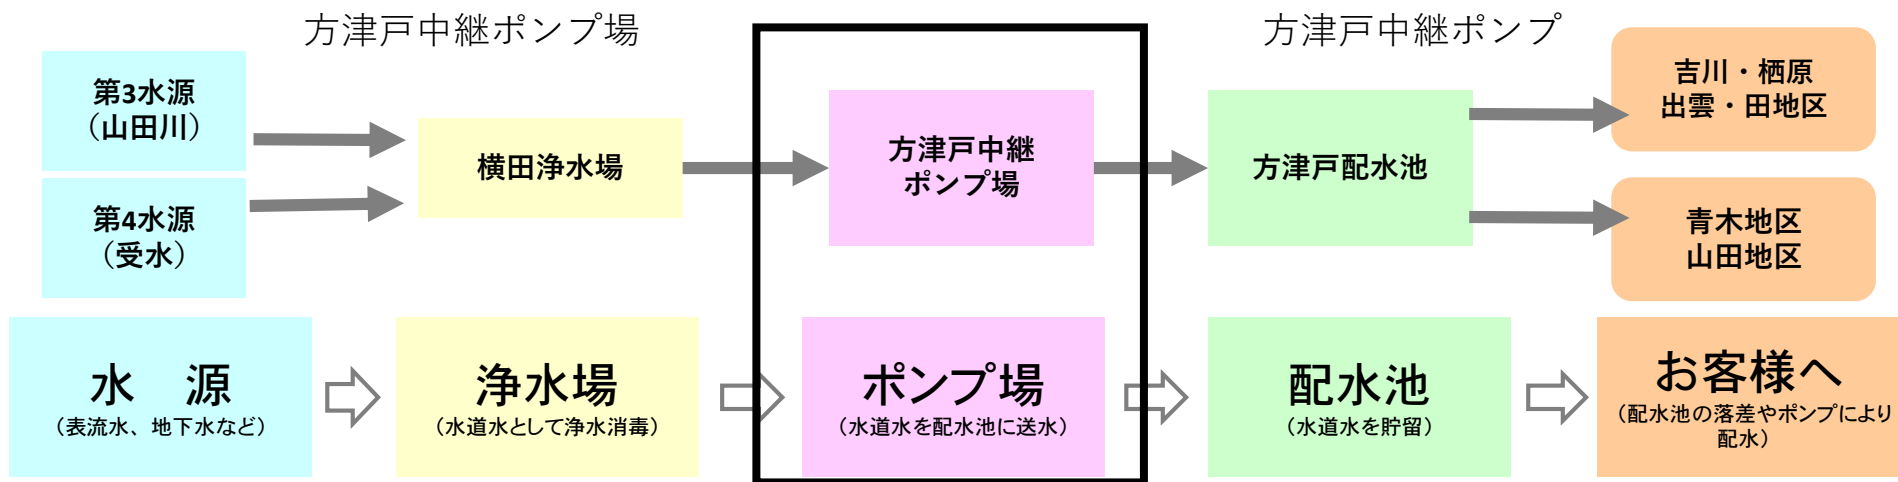 方津戸中継ポンプ場
方津戸中継ポンプ
第3水源
（山田川）
第4水源
（受水）
横田浄水場
方津戸中継
ポンプ場
方津戸配水池
吉川・栖原
出雲・田地区
青木地区
山田地区
水　源
（表流水、地下水など）
浄水場
（水道水として浄水消毒）
ポンプ場
（水道水を配水池に送水）
配水池
（水道水を貯留）
お客様へ
（配水池の落差やポンプにより
配水）